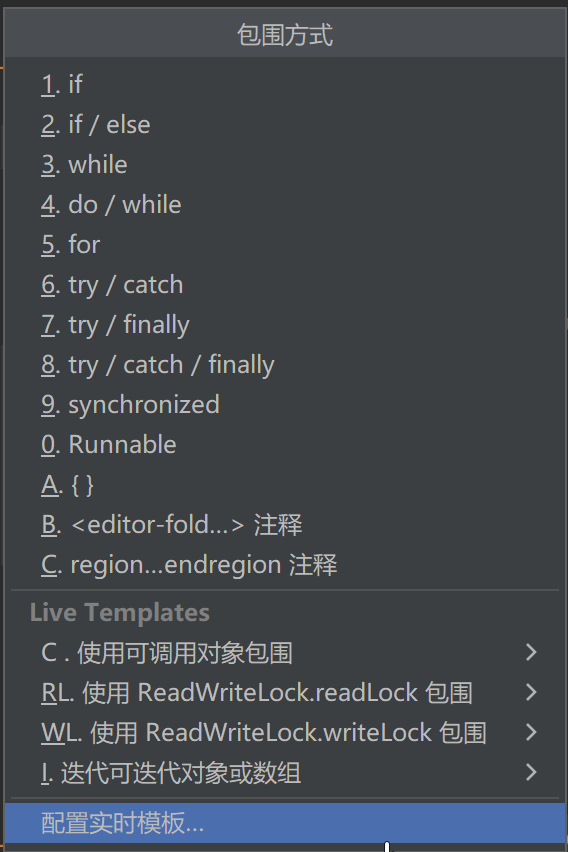 包围方式
1. if
2. if / else
3. while
4. do / while
5. for
6. try / catch
7. try / finally
8. try / catch / finally
9. synchronized
0. Runnable
A. { }
B. <editor-fold...> 注释
C. region...endregion 注释
Live Templates
C . 使用可调用对象包围
RL. 使用 ReadWriteLock.readLock 包围
WL. 使用 ReadWriteLock.writeLock 包围
I. 迭代可迭代对象或数组
配置实时模板...